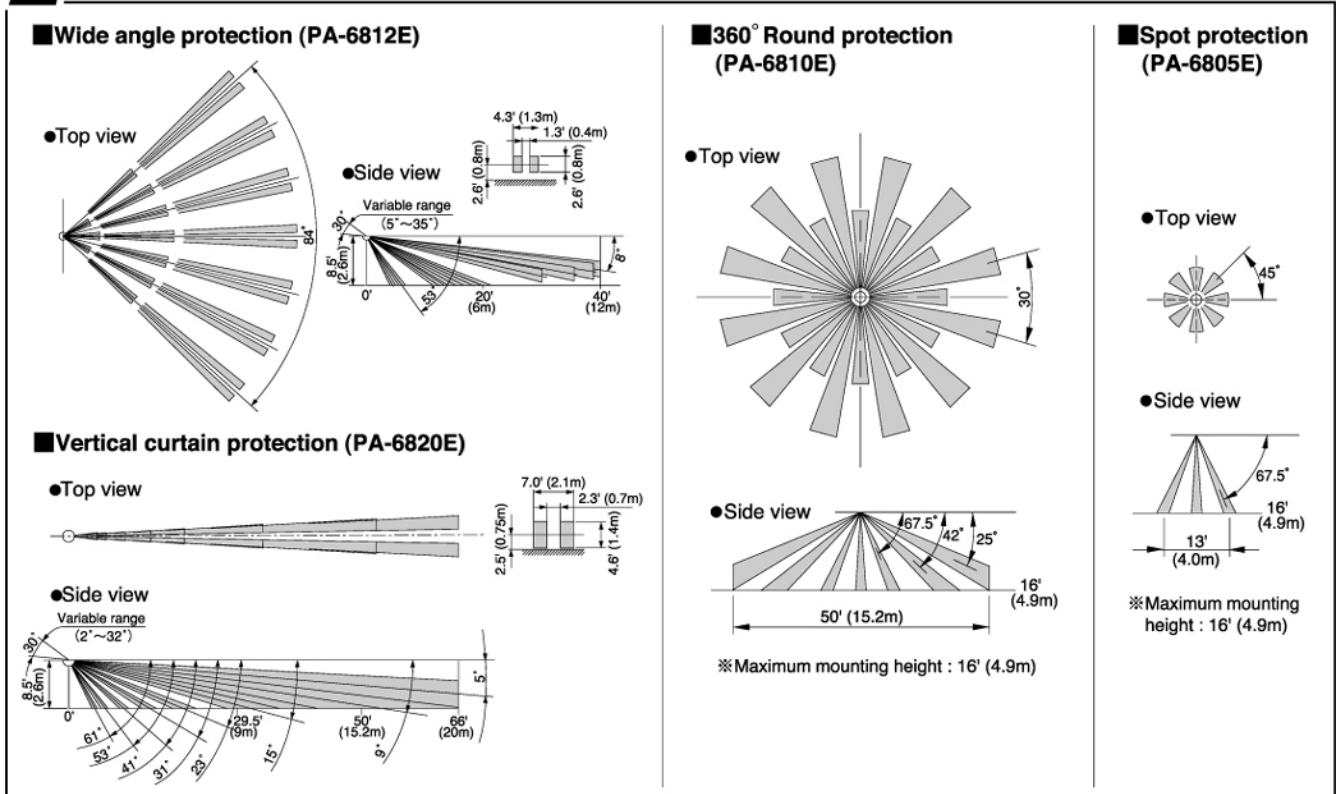 ■Wide angle protection (PA-6812E)
●Top view
84°
●Side view
Variable range
(5°～35°)
30°
8.5'
(2.6m)
0'
53°
20'
(6m)
40'
(12m)
8°
4.3' (1.3m)
1.3' (0.4m)
2.6' (0.8m)
2.6' (0.8m)
■Vertical curtain protection (PA-6820E)
●Top view
7.0' (2.1m)
2.3' (0.7m)
2.5' (0.75m)
4.6' (1.4m)
●Side view
Variable range
(2°～32°)
30°
8.5'
(2.6m)
0'
61°
53°
41°
31°
23°
15°
9°
5°
29.5'
(9m)
50'
(15.2m)
66'
(20m)
■360° Round protection
(PA-6810E)
●Top view
30°
●Side view
67.5°
42°
25°
16'
(4.9m)
50' (15.2m)
※Maximum mounting height : 16' (4.9m)
■Spot protection
(PA-6805E)
●Top view
45°
●Side view
67.5°
16'
(4.9m)
13'
(4.0m)
※Maximum mounting
height : 16' (4.9m)